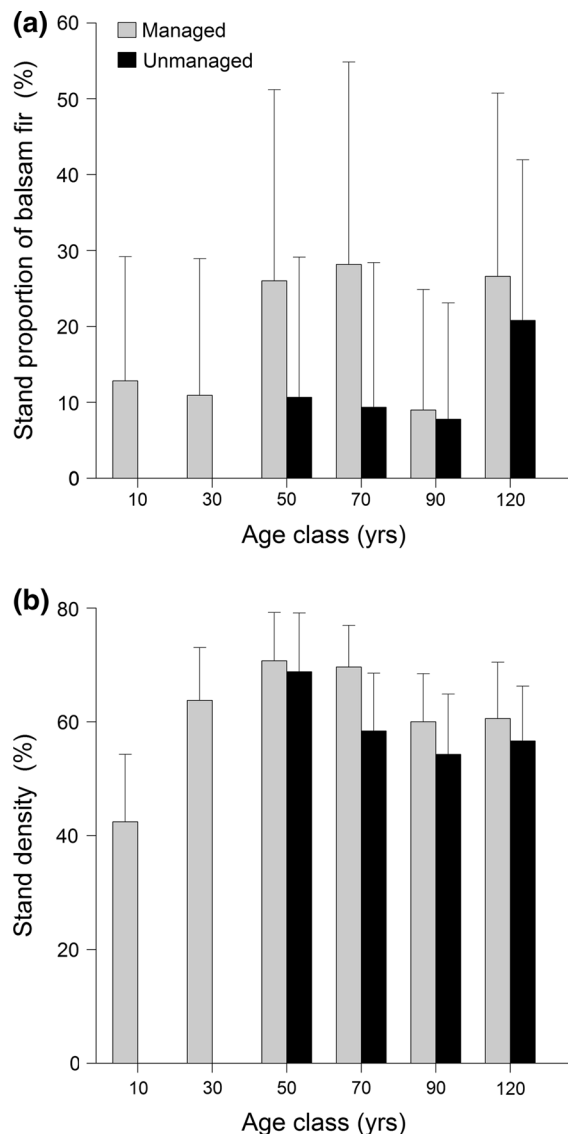 (a)
Managed
Unmanaged
Stand proportion of balsam fir (%)
60
50
40
30
20
10
0
10 30 50 70 90 120
Age class (yrs)
(b)
Stand density (%)
80
60
40
20
0
10 30 50 70 90 120
Age class (yrs)